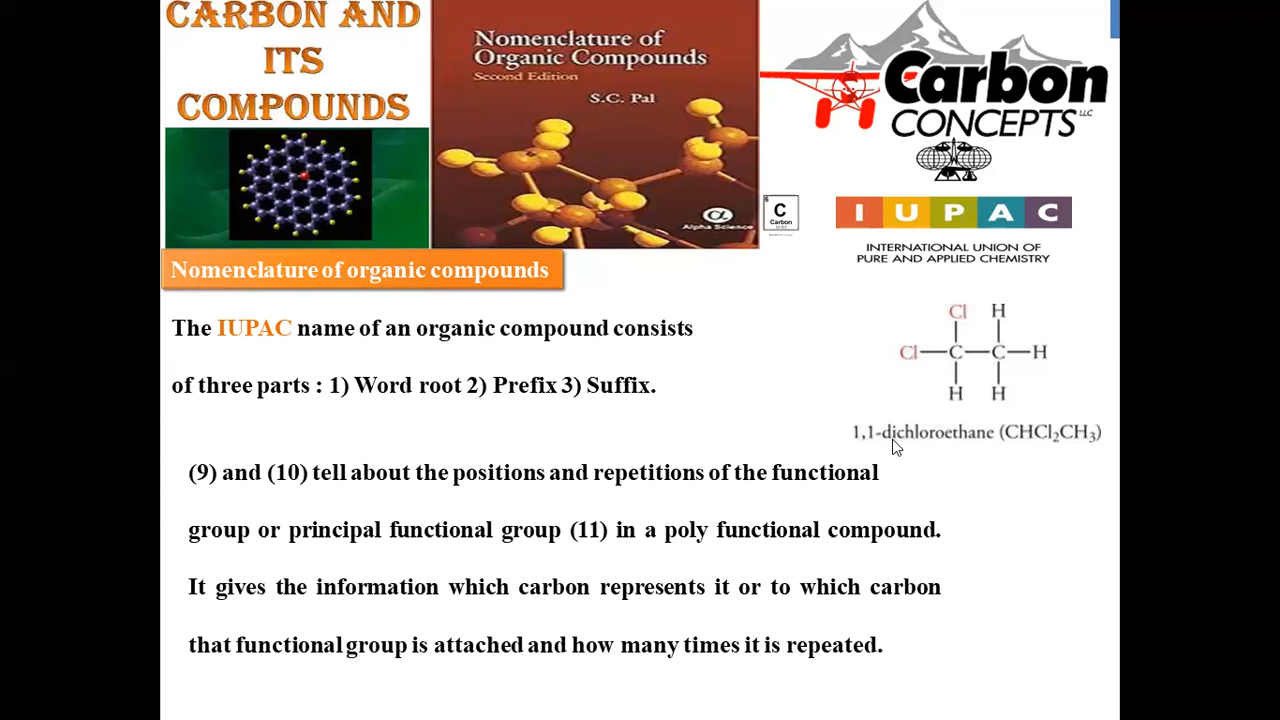 CARBON AND
ITS
COMPOUNDS
Nomenclature of
Organic Compounds
Second Edition
S.C. Pal
α
Alpha Science
Carbon
CONCEPTS LLC
6
C
Carbon
I U P A C
INTERNATIONAL UNION OF
PURE AND APPLIED CHEMISTRY
Nomenclature of organic compounds
The IUPAC name of an organic compound consists
of three parts : 1) Word root 2) Prefix 3) Suffix.
Cl H
Cl—C—C—H
H H
1,1-dichloroethane (CHCl₂CH₃)
(9) and (10) tell about the positions and repetitions of the functional
group or principal functional group (11) in a poly functional compound.
It gives the information which carbon represents it or to which carbon
that functional group is attached and how many times it is repeated.